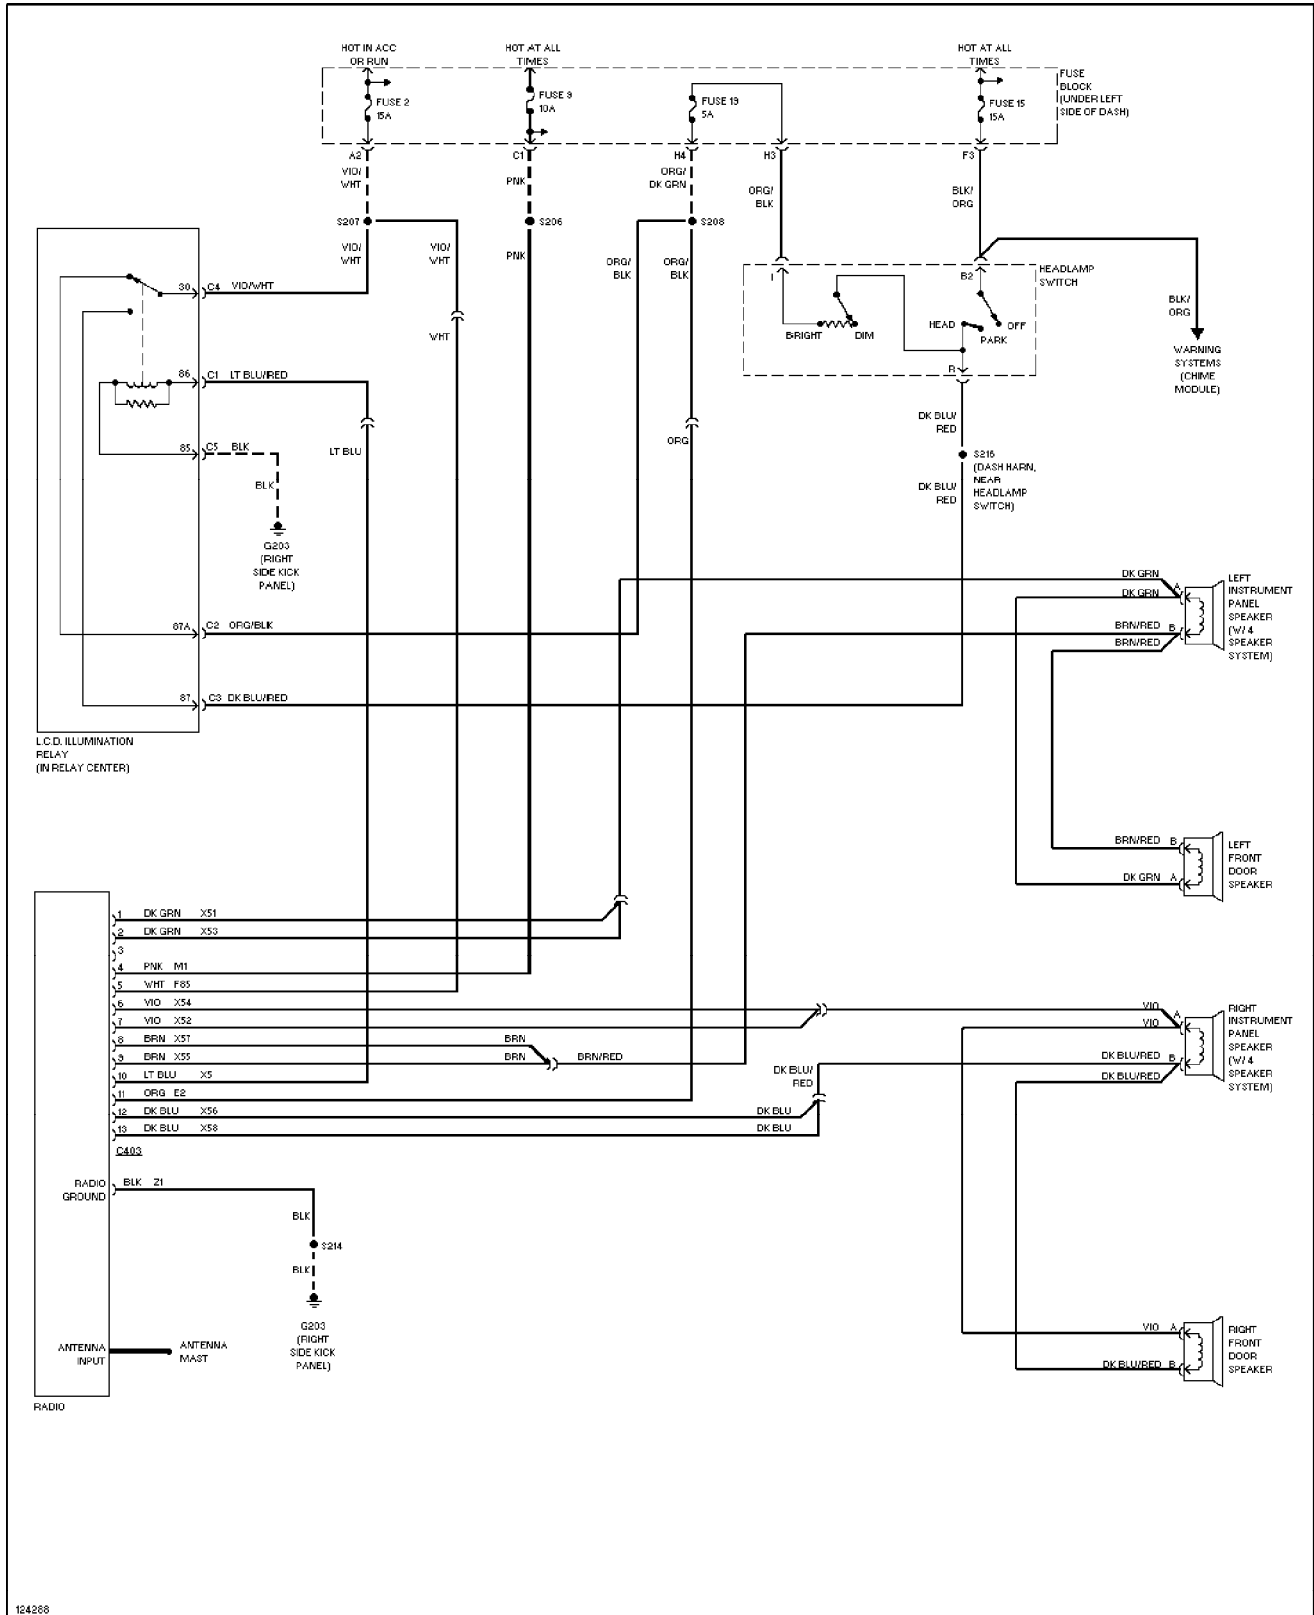 HOT IN ACC
OR RUN
HOT AT ALL
TIMES
HOT AT ALL
TIMES
FUSE 2
15A
FUSE 9
10A
FUSE 19
5A
FUSE 15
15A
FUSE
BLOCK
(UNDER LEFT
SIDE OF DASH)
A2
C1
H4
H3
F3
VIO/
WHT
PNK
ORG/
DK GRN
ORG/
BLK
BLK/
ORG
S207
S206
S208
VIO/
WHT
VIO/
WHT
PNK
ORG/
BLK
ORG/
BLK
I
B2
HEADLAMP
SWITCH
30
C4
VIO/WHT
WHT
BRIGHT
DIM
HEAD
OFF
PARK
R
BLK/
ORG
WARNING
SYSTEMS
(CHIME
MODULE)
86
C1
LT BLU/RED
LT BLU
ORG
DK BLU/
RED
85
C5
BLK
BLK
G203
(RIGHT
SIDE KICK
PANEL)
S216
(DASH HARN,
NEAR
HEADLAMP
SWITCH)
DK BLU/
RED
87A
C2
ORG/BLK
87
C3
DK BLU/RED
L.C.D. ILLUMINATION
RELAY
(IN RELAY CENTER)
DK GRN
A
DK GRN
BRN/RED
B
BRN/RED
LEFT
INSTRUMENT
PANEL
SPEAKER
(W/ 4
SPEAKER
SYSTEM)
BRN/RED
B
DK GRN
A
LEFT
FRONT
DOOR
SPEAKER
1
DK GRN
X51
2
DK GRN
X53
3
4
PNK
M1
5
WHT
F85
6
VIO
X54
7
VIO
X52
8
BRN
X57
BRN
9
BRN
X55
BRN
BRN/RED
10
LT BLU
X5
11
ORG
E2
12
DK BLU
X56
DK BLU
13
DK BLU
X58
DK BLU
DK BLU/
RED
C403
VIO
A
VIO
DK BLU/RED
B
DK BLU/RED
RIGHT
INSTRUMENT
PANEL
SPEAKER
(W/ 4
SPEAKER
SYSTEM)
RADIO
GROUND
BLK
Z1
BLK
S214
BLK
G203
(RIGHT
SIDE KICK
PANEL)
ANTENNA
INPUT
ANTENNA
MAST
RADIO
VIO
A
DK BLU/RED
B
RIGHT
FRONT
DOOR
SPEAKER
124288